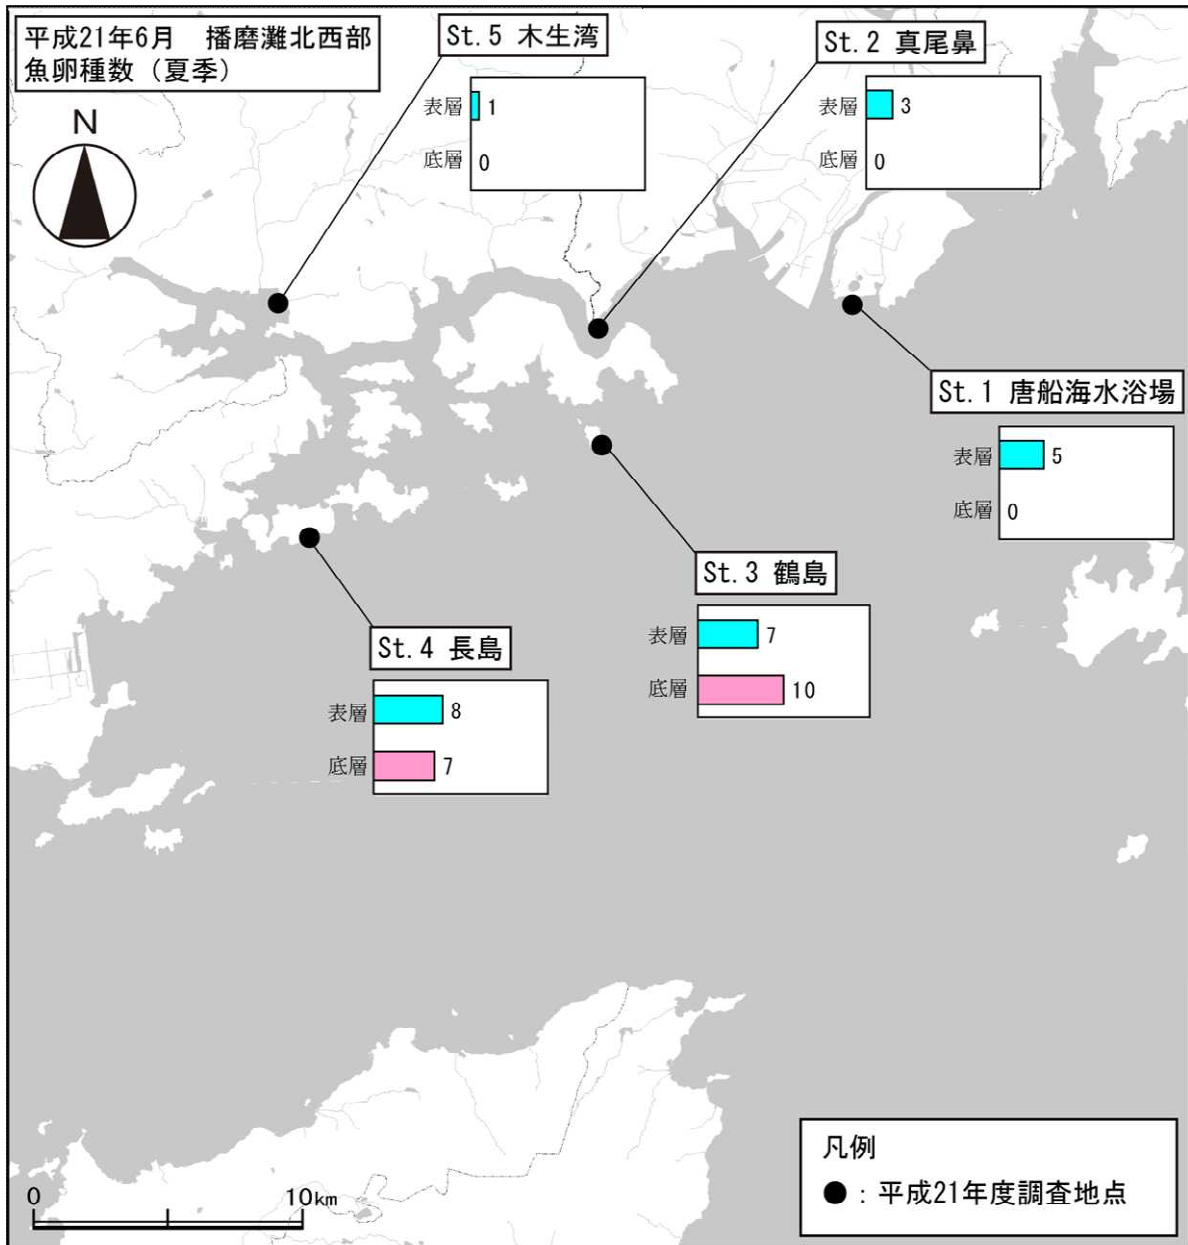 平成21年6月　播磨灘北西部
魚卵種数（夏季）
N
St.5 木生湾
表層 1
底層 0
St.2 真尾鼻
表層 3
底層 0
St.1 唐船海水浴場
表層 5
底層 0
St.3 鶴島
表層 7
底層 10
St.4 長島
表層 8
底層 7
凡例
●：平成21年度調査地点
0 10km